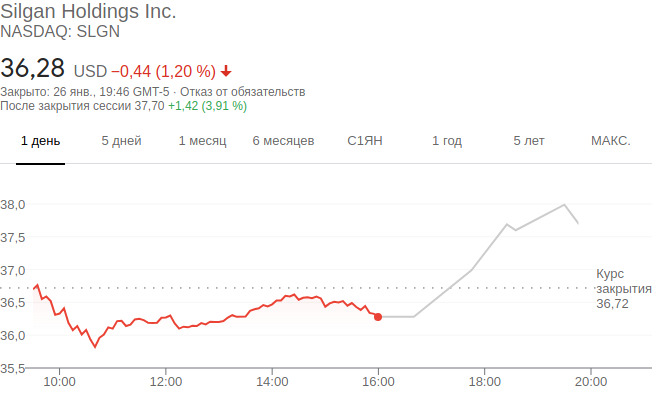 Silgan Holdings Inc.
NASDAQ: SLGN
36,28 USD −0,44 (1,20 %)
Закрыто: 26 янв., 19:46 GMT-5 · Отказ от обязательств
После закрытия сессии 37,70 +1,42 (3,91 %)
1 день 5 дней 1 месяц 6 месяцев С1ЯН 1 год 5 лет МАКС.
38,0
37,5
37,0
Курс
закрытия
36,72
36,5
36,0
35,5
10:00 12:00 14:00 16:00 18:00 20:00